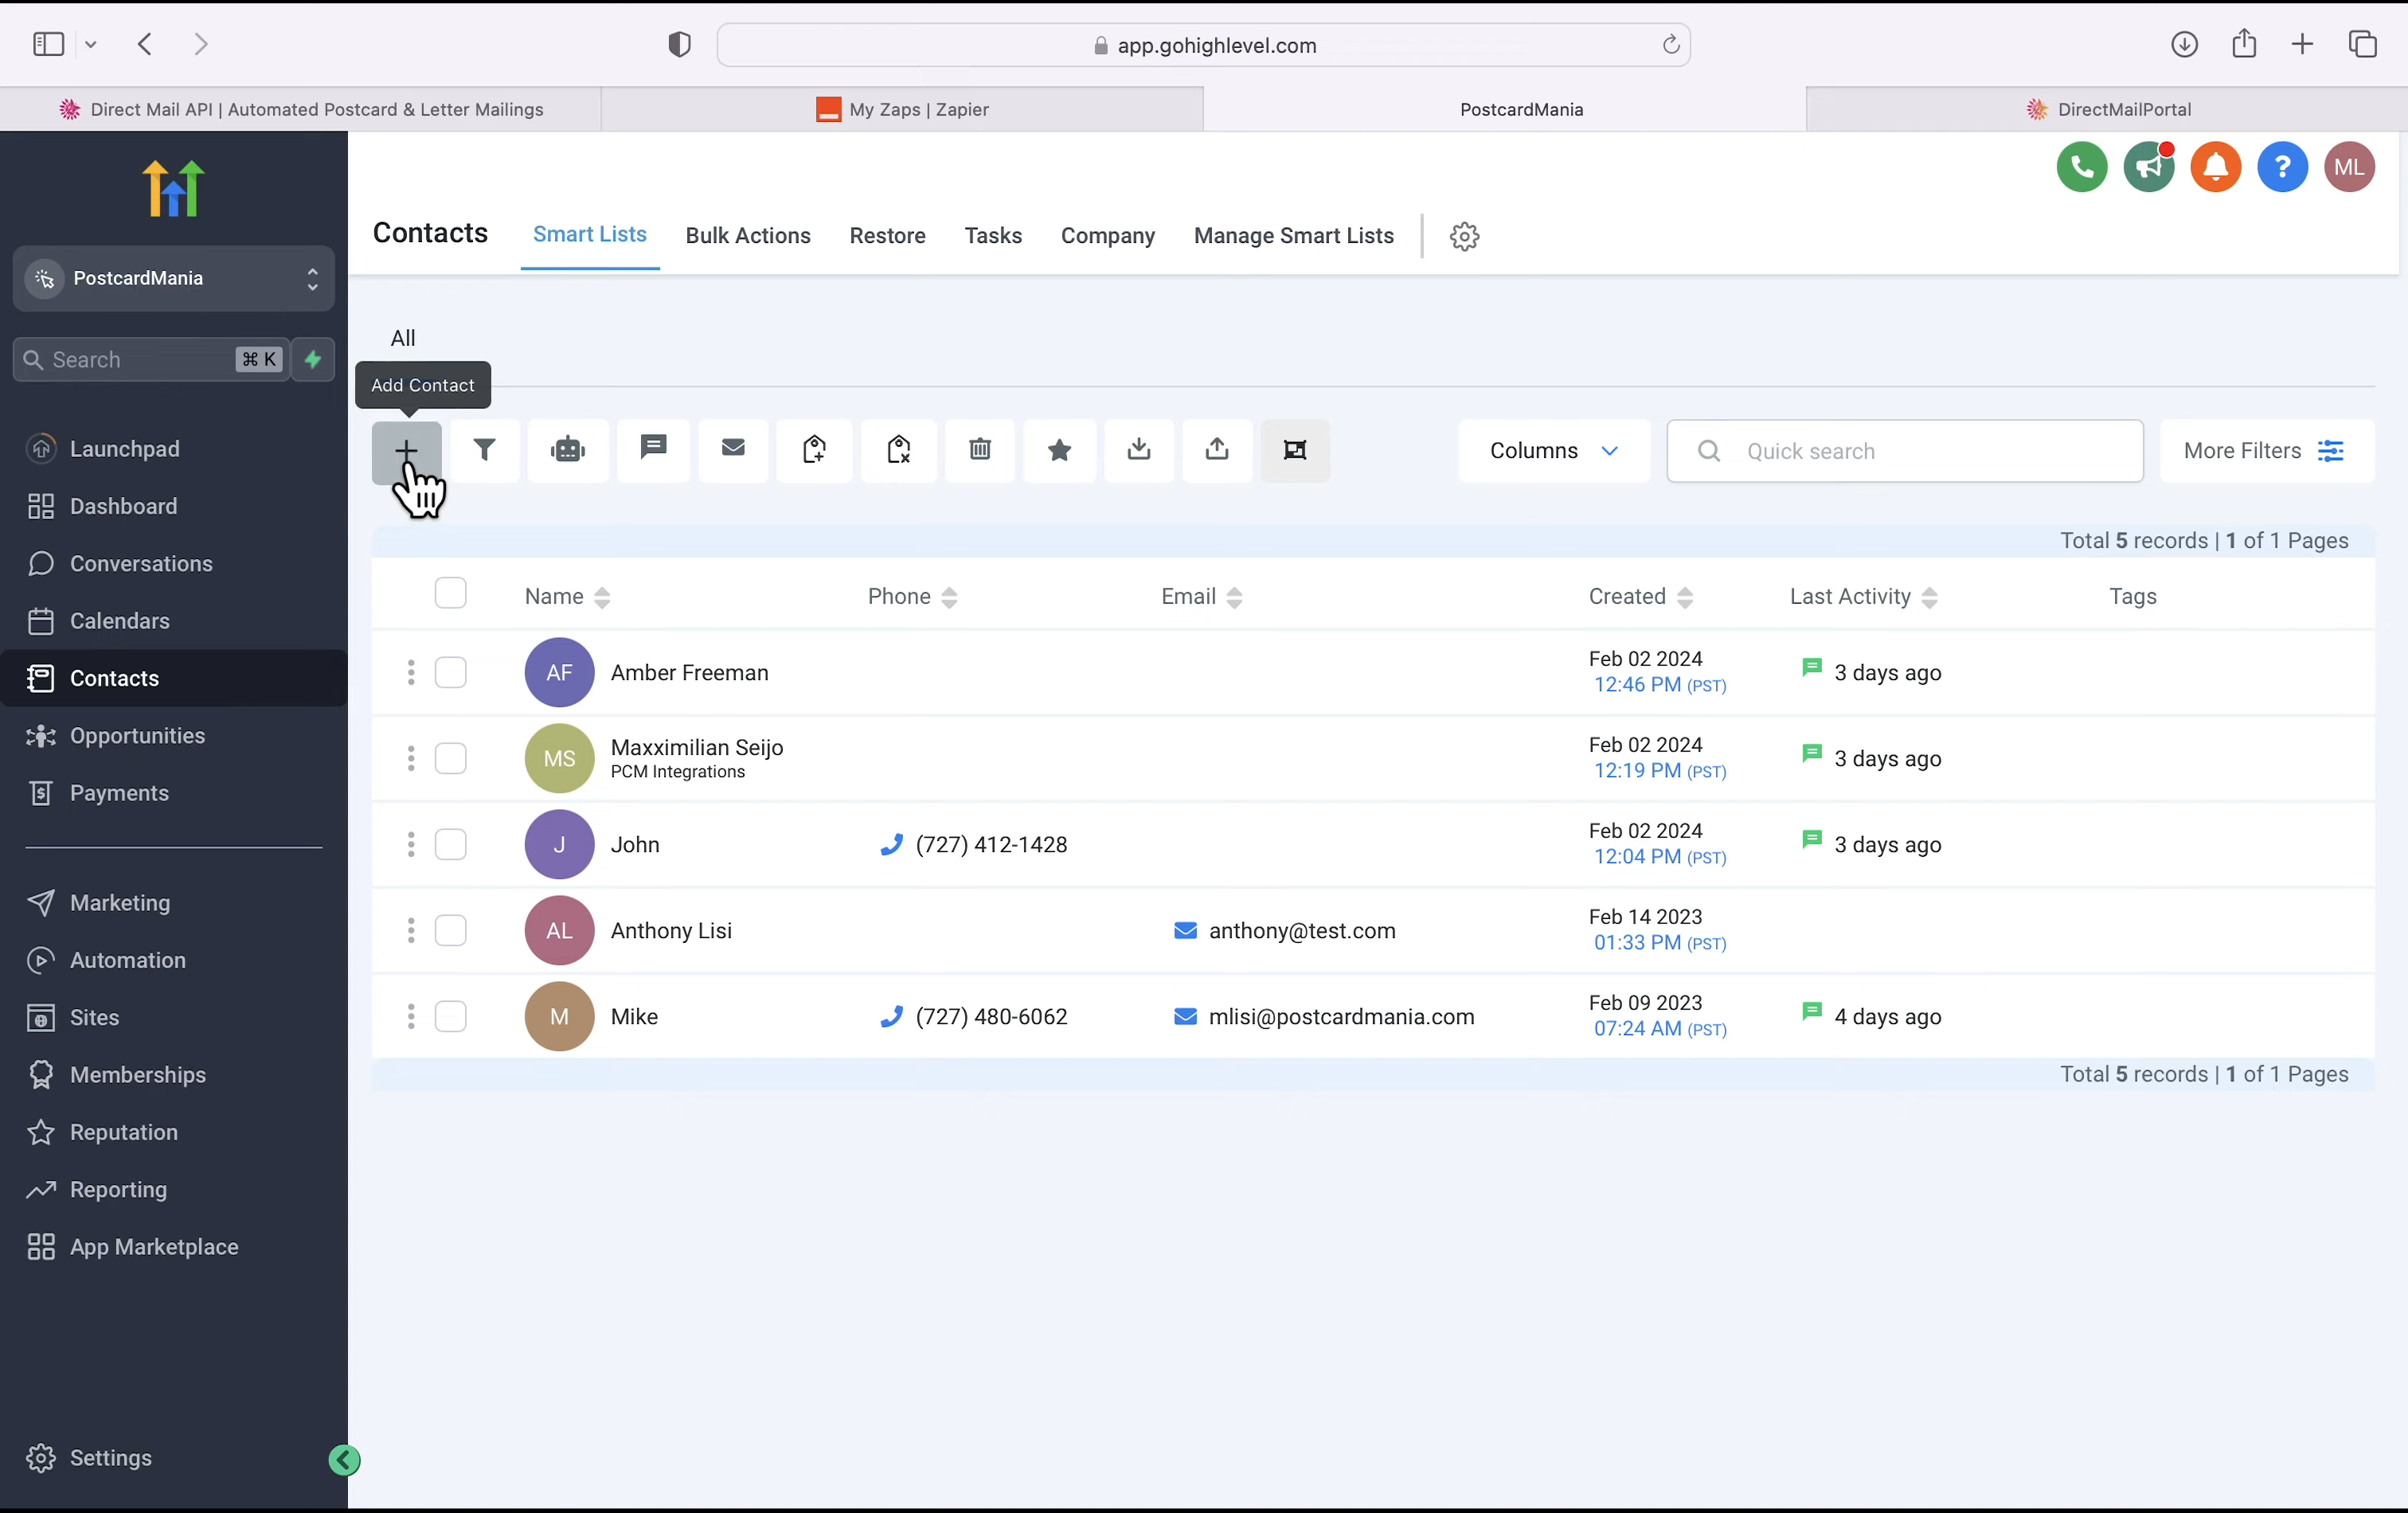 app.gohighlevel.com
Direct Mail API | Automated Postcard & Letter Mailings
My Zaps | Zapier
PostcardMania
DirectMailPortal
ML
PostcardMania
Search
⌘ K
Launchpad
Dashboard
Conversations
Calendars
Contacts
Opportunities
Payments
Marketing
Automation
Sites
Memberships
Reputation
Reporting
App Marketplace
Settings
Contacts Smart Lists Bulk Actions Restore Tasks Company Manage Smart Lists
All
Add Contact
Columns
Quick search
More Filters
Total 5 records | 1 of 1 Pages
Name Phone Email Created Last Activity Tags
AF Amber Freeman Feb 02 2024 12:46 PM (PST) 3 days ago
MS Maxximilian Seijo PCM Integrations Feb 02 2024 12:19 PM (PST) 3 days ago
J John (727) 412-1428 Feb 02 2024 12:04 PM (PST) 3 days ago
AL Anthony Lisi anthony@test.com Feb 14 2023 01:33 PM (PST)
M Mike (727) 480-6062 mlisi@postcardmania.com Feb 09 2023 07:24 AM (PST) 4 days ago
Total 5 records | 1 of 1 Pages